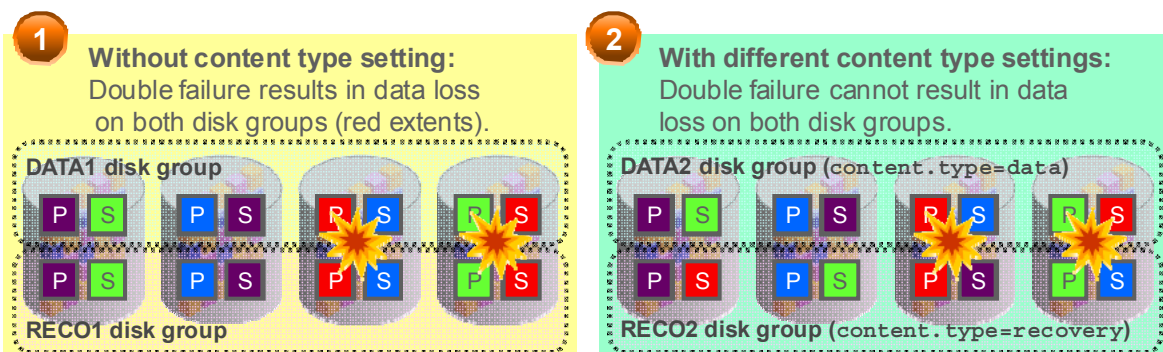 1
Without content type setting:
Double failure results in data loss
on both disk groups (red extents).
DATA1 disk group
P S P S P S P S
P S P S P S P S
RECO1 disk group
2
With different content type settings:
Double failure cannot result in data
loss on both disk groups.
DATA2 disk group (content.type=data)
P S P S P S P S
P S P S P S P S
RECO2 disk group (content.type=recovery)